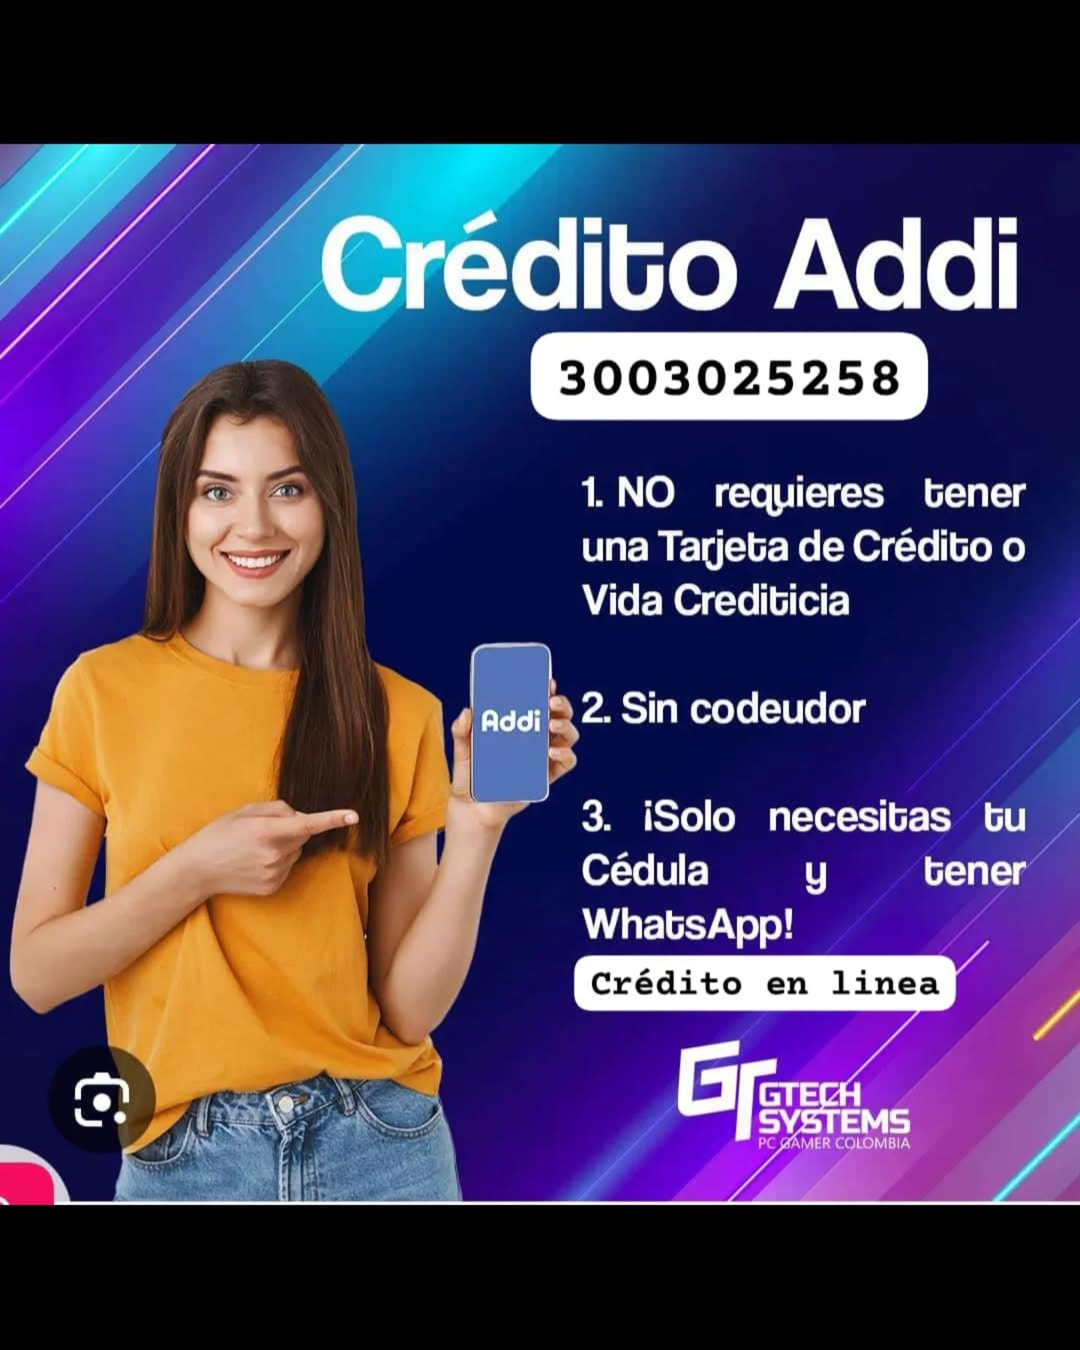 Crédito Addi
3003025258
1. NO requieres tener
una Tarjeta de Crédito o
Vida Crediticia
Addi
2. Sin codeudor
3. ¡Solo necesitas tu
Cédula y tener
WhatsApp!
Crédito en linea
GT GTECH
SYSTEMS
PC GAMER COLOMBIA